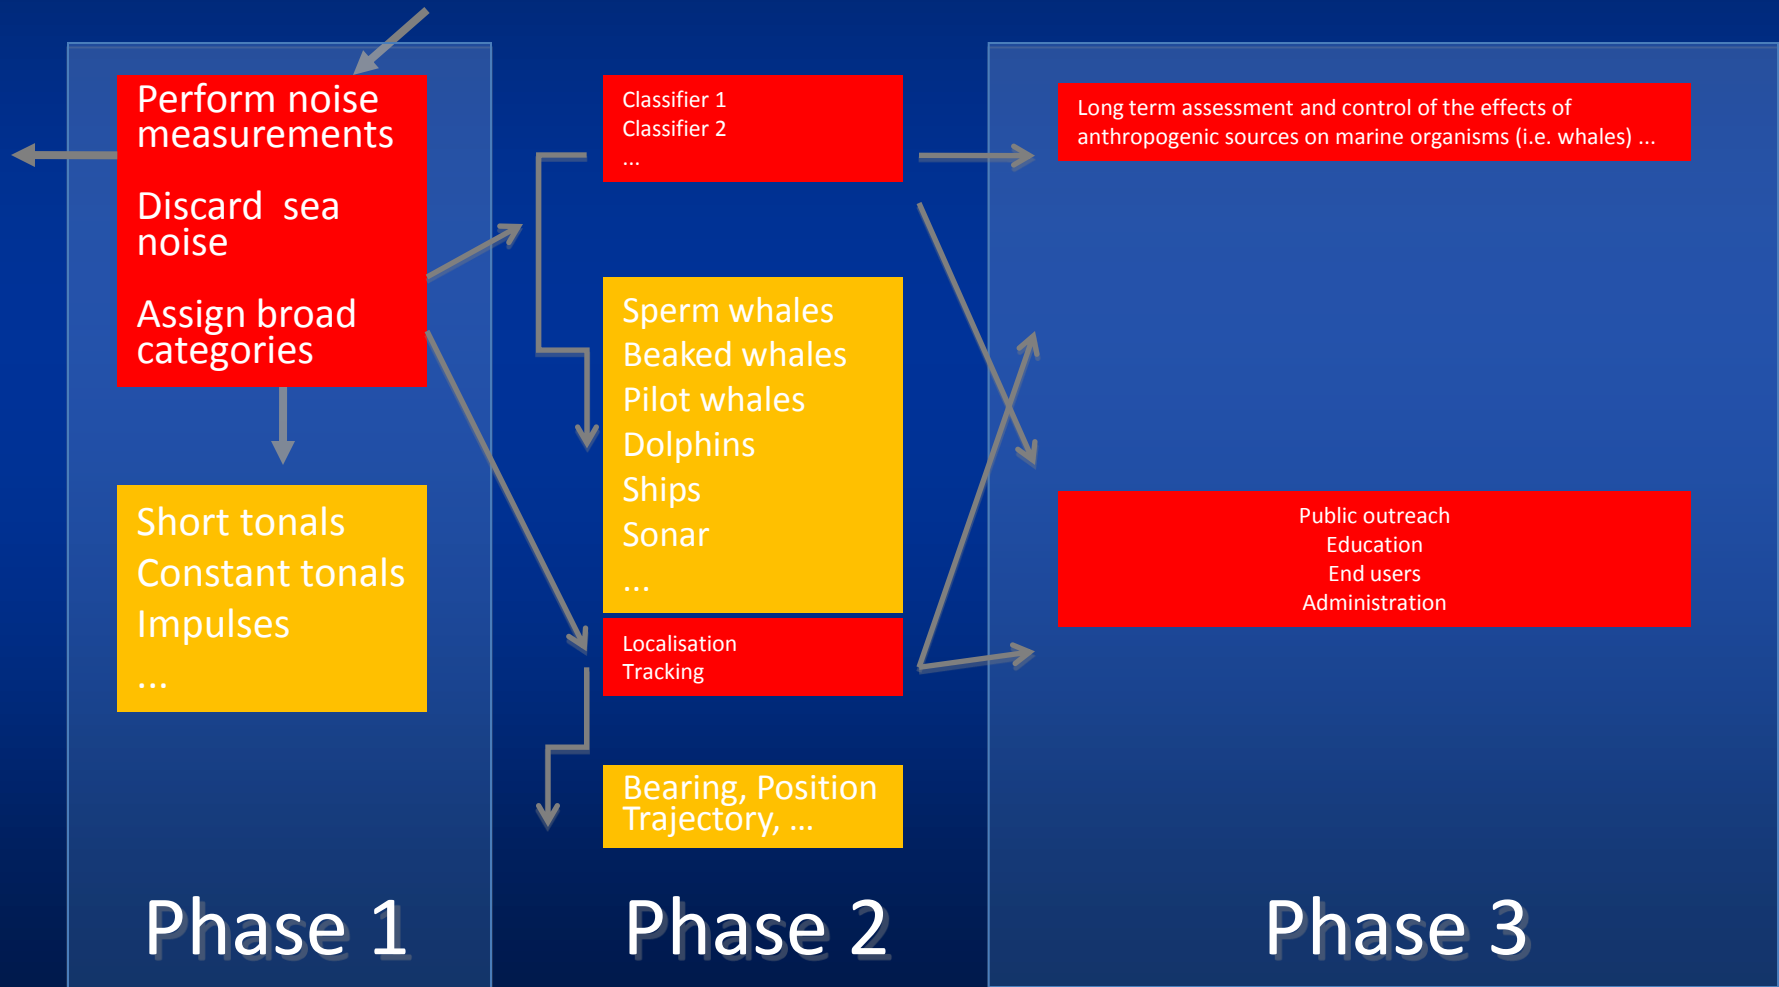 Perform noise
measurements
Discard sea
noise
Assign broad
categories
Short tonals
Constant tonals
Impulses
...
Phase 1
Classifier 1
Classifier 2
...
Sperm whales
Beaked whales
Pilot whales
Dolphins
Ships
Sonar
...
Localisation
Tracking
Bearing, Position
Trajectory, ...
Phase 2
Long term assessment and control of the effects of
anthropogenic sources on marine organisms (i.e. whales) ...
Public outreach
Education
End users
Administration
Phase 3